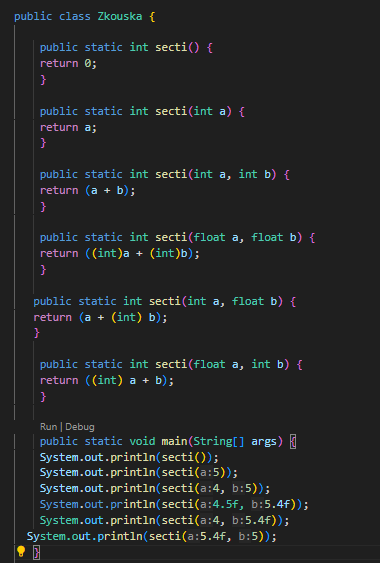 public class Zkouska {
public static int secti() {
return 0;
}
public static int secti(int a) {
return a;
}
public static int secti(int a, int b) {
return (a + b);
}
public static int secti(float a, float b) {
return ((int)a + (int)b);
}
public static int secti(int a, float b) {
return (a + (int) b);
}
public static int secti(float a, int b) {
return ((int) a + b);
}
Run | Debug
public static void main(String[] args) {
System.out.println(secti());
System.out.println(secti(a:5));
System.out.println(secti(a:4, b:5));
System.out.println(secti(a:4.5f, b:5.4f));
System.out.println(secti(a:4, b:5.4f));
System.out.println(secti(a:5.4f, b:5));
}